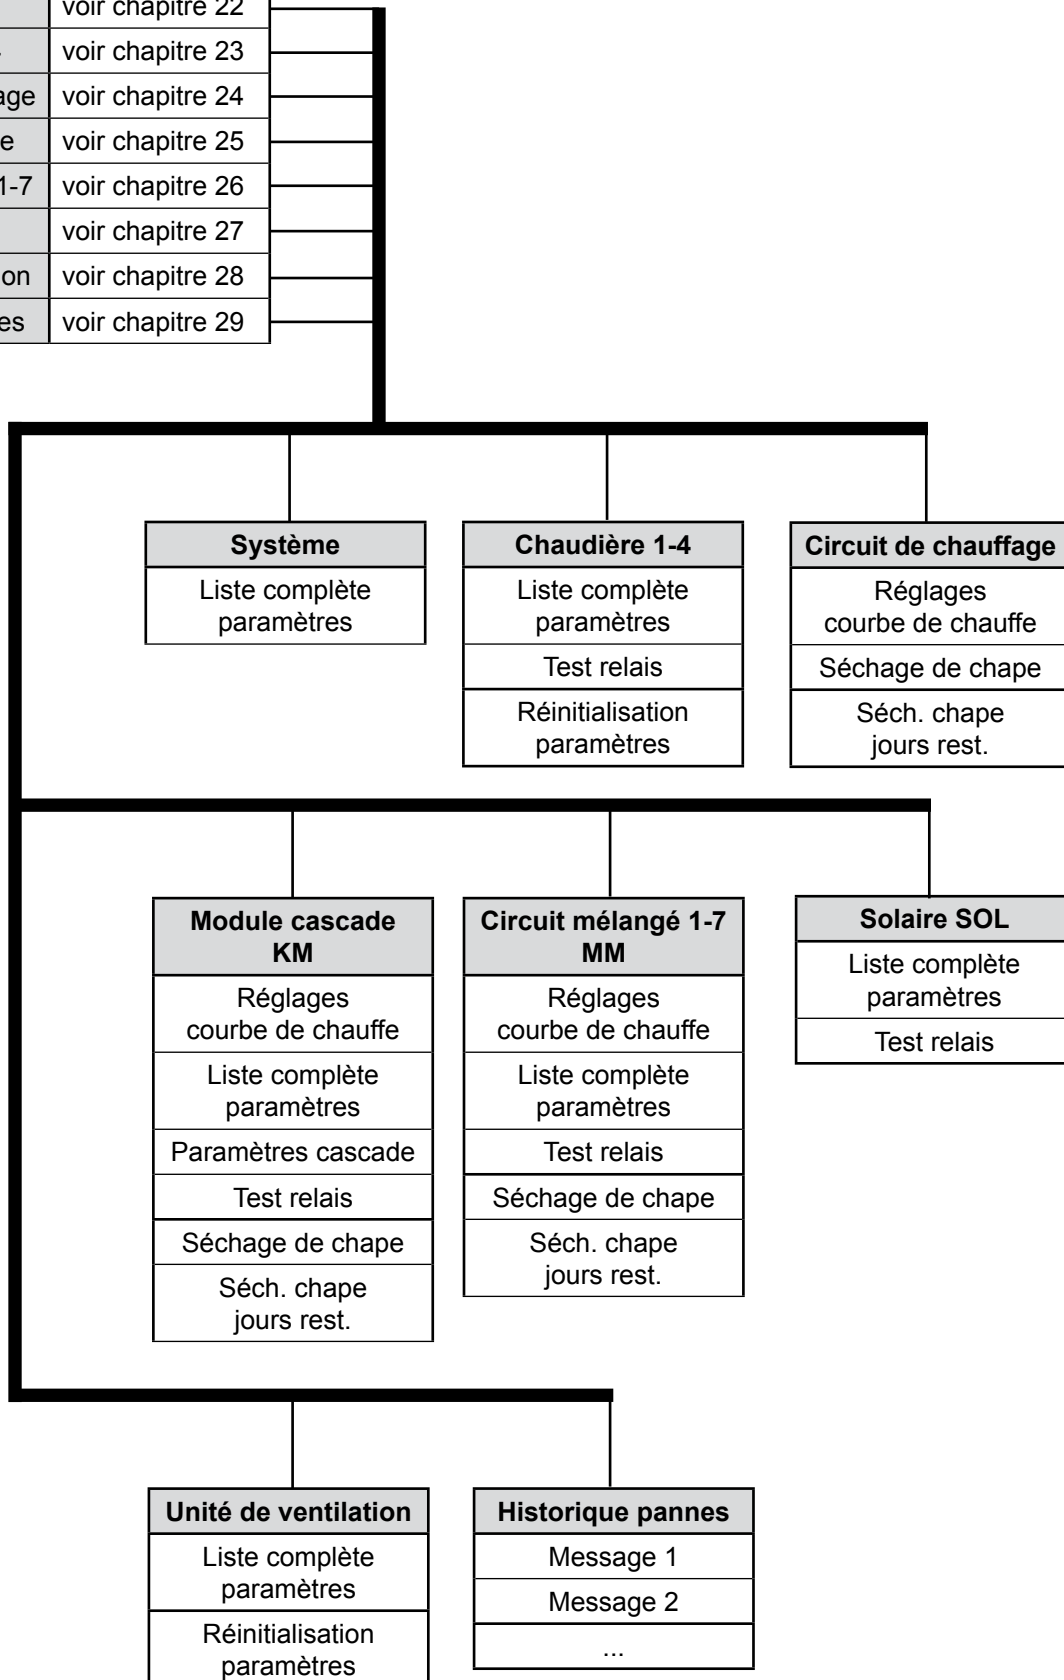 voir chapitre 22
voir chapitre 23
age voir chapitre 24
e voir chapitre 25
1-7 voir chapitre 26
voir chapitre 27
on voir chapitre 28
es voir chapitre 29
Système
Liste complète
paramètres
Chaudière 1-4
Liste complète
paramètres
Test relais
Réinitialisation
paramètres
Circuit de chauffage
Réglages
courbe de chauffe
Séchage de chape
Séch. chape
jours rest.
Module cascade
KM
Réglages
courbe de chauffe
Liste complète
paramètres
Paramètres cascade
Test relais
Séchage de chape
Séch. chape
jours rest.
Circuit mélangé 1-7
MM
Réglages
courbe de chauffe
Liste complète
paramètres
Test relais
Séchage de chape
Séch. chape
jours rest.
Solaire SOL
Liste complète
paramètres
Test relais
Unité de ventilation
Liste complète
paramètres
Réinitialisation
paramètres
Historique pannes
Message 1
Message 2
...